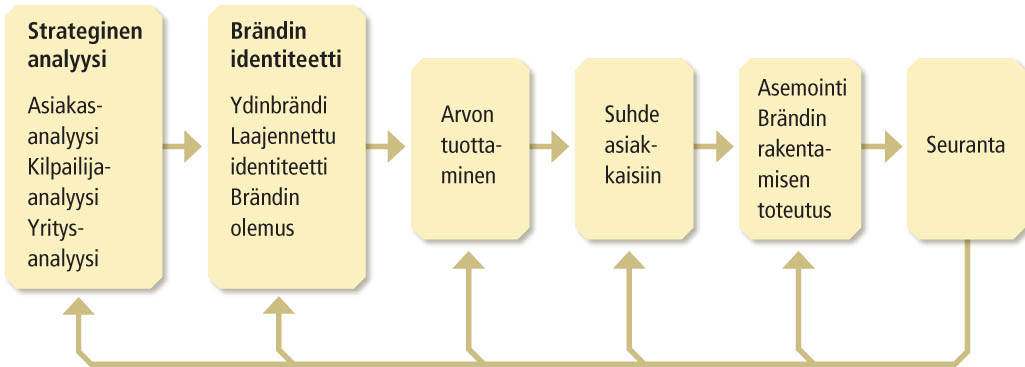 Strateginen
analyysi
Asiakas-
analyysi
Kilpailija-
analyysi
Yritys-
analyysi
Brändin
identiteetti
Ydinbrändi
Laajennettu
identiteetti
Brändin
olemus
Arvon
tuotta-
minen
Suhde
asiak-
kaisiin
Asemointi
Brändin
rakenta-
misen
toteutus
Seuranta